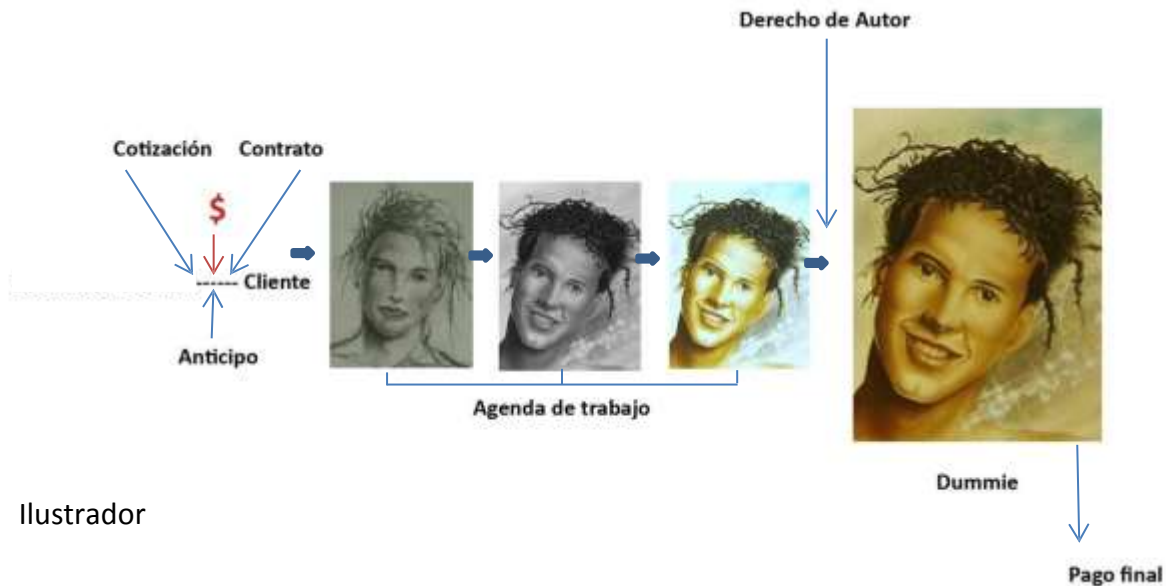 Derecho de Autor
Cotización Contrato
$
------ Cliente
Anticipo
Agenda de trabajo
Dummie
Ilustrador
Pago final